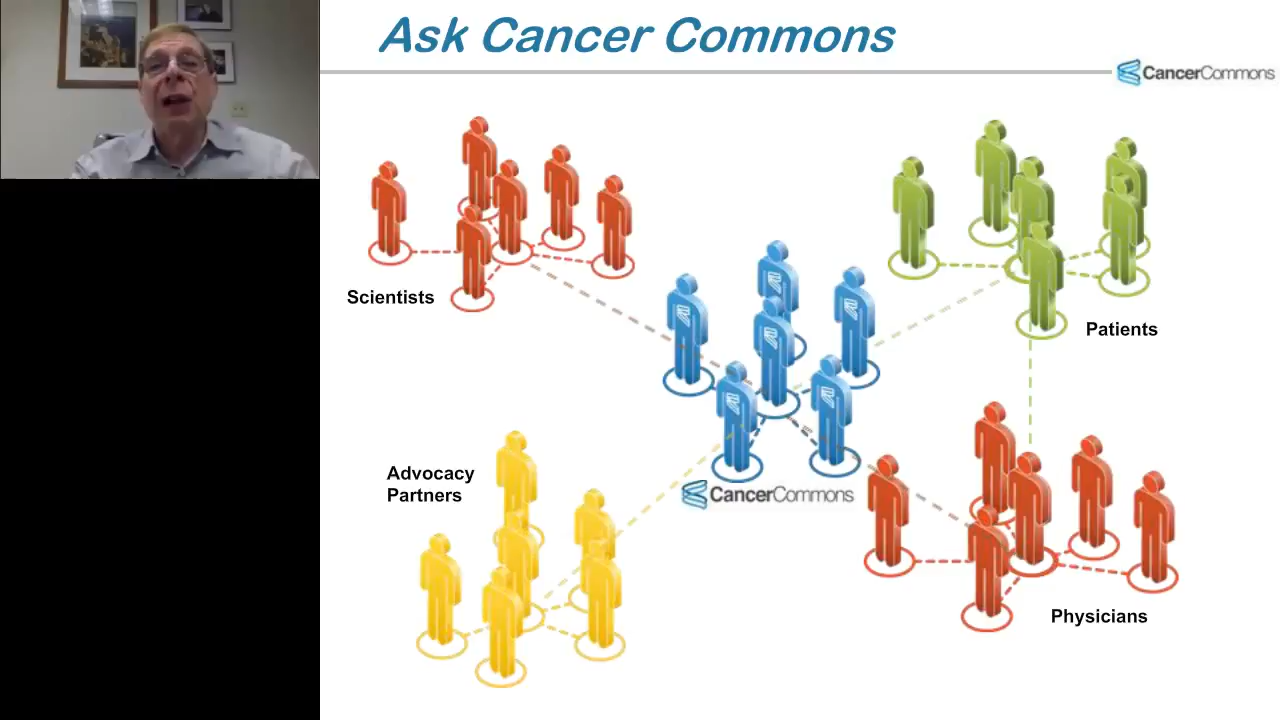 Ask Cancer Commons
CancerCommons
Scientists
Patients
Advocacy
Partners
CancerCommons
Physicians